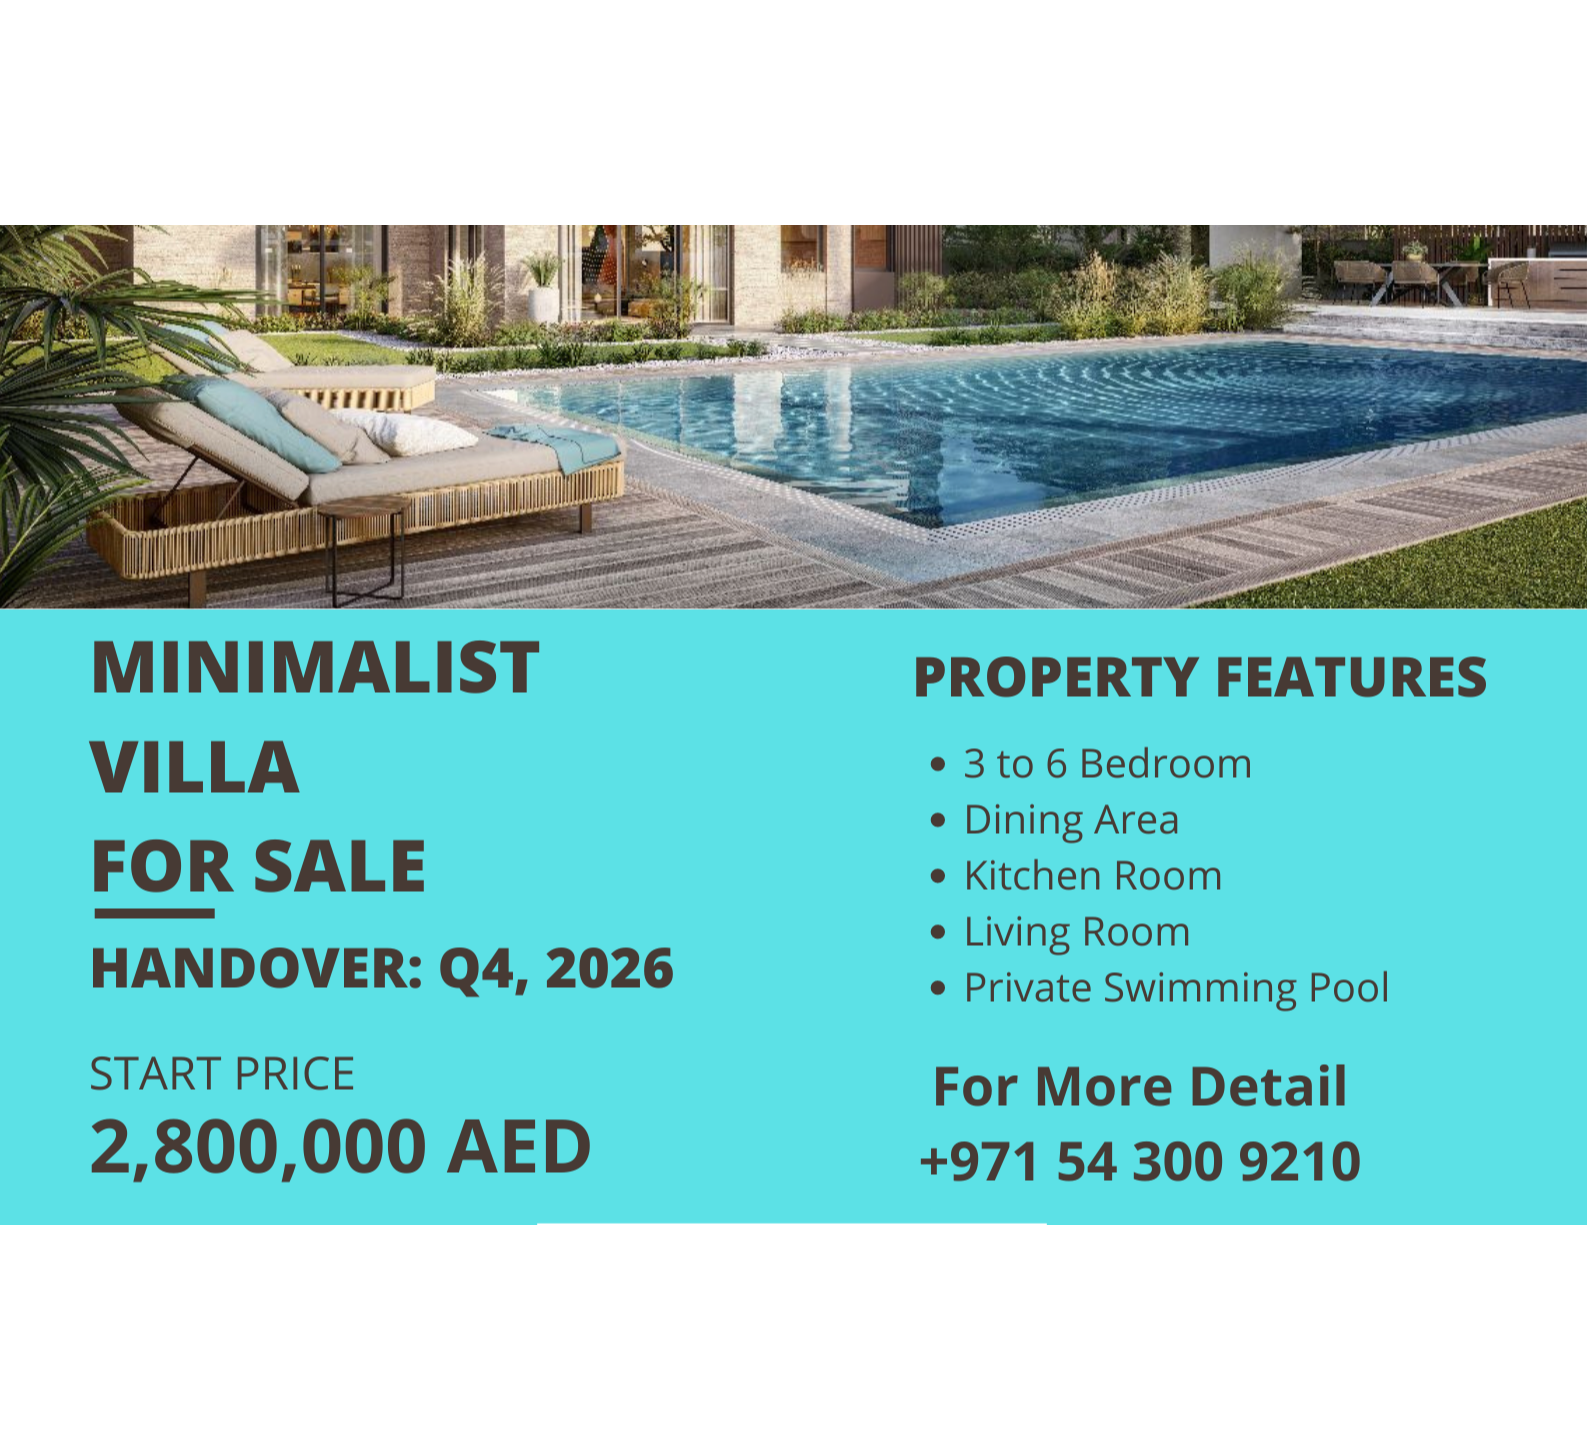 MINIMALIST
VILLA
FOR SALE
HANDOVER: Q4, 2026
START PRICE
2,800,000 AED
PROPERTY FEATURES
• 3 to 6 Bedroom
• Dining Area
• Kitchen Room
• Living Room
• Private Swimming Pool
For More Detail
+971 54 300 9210